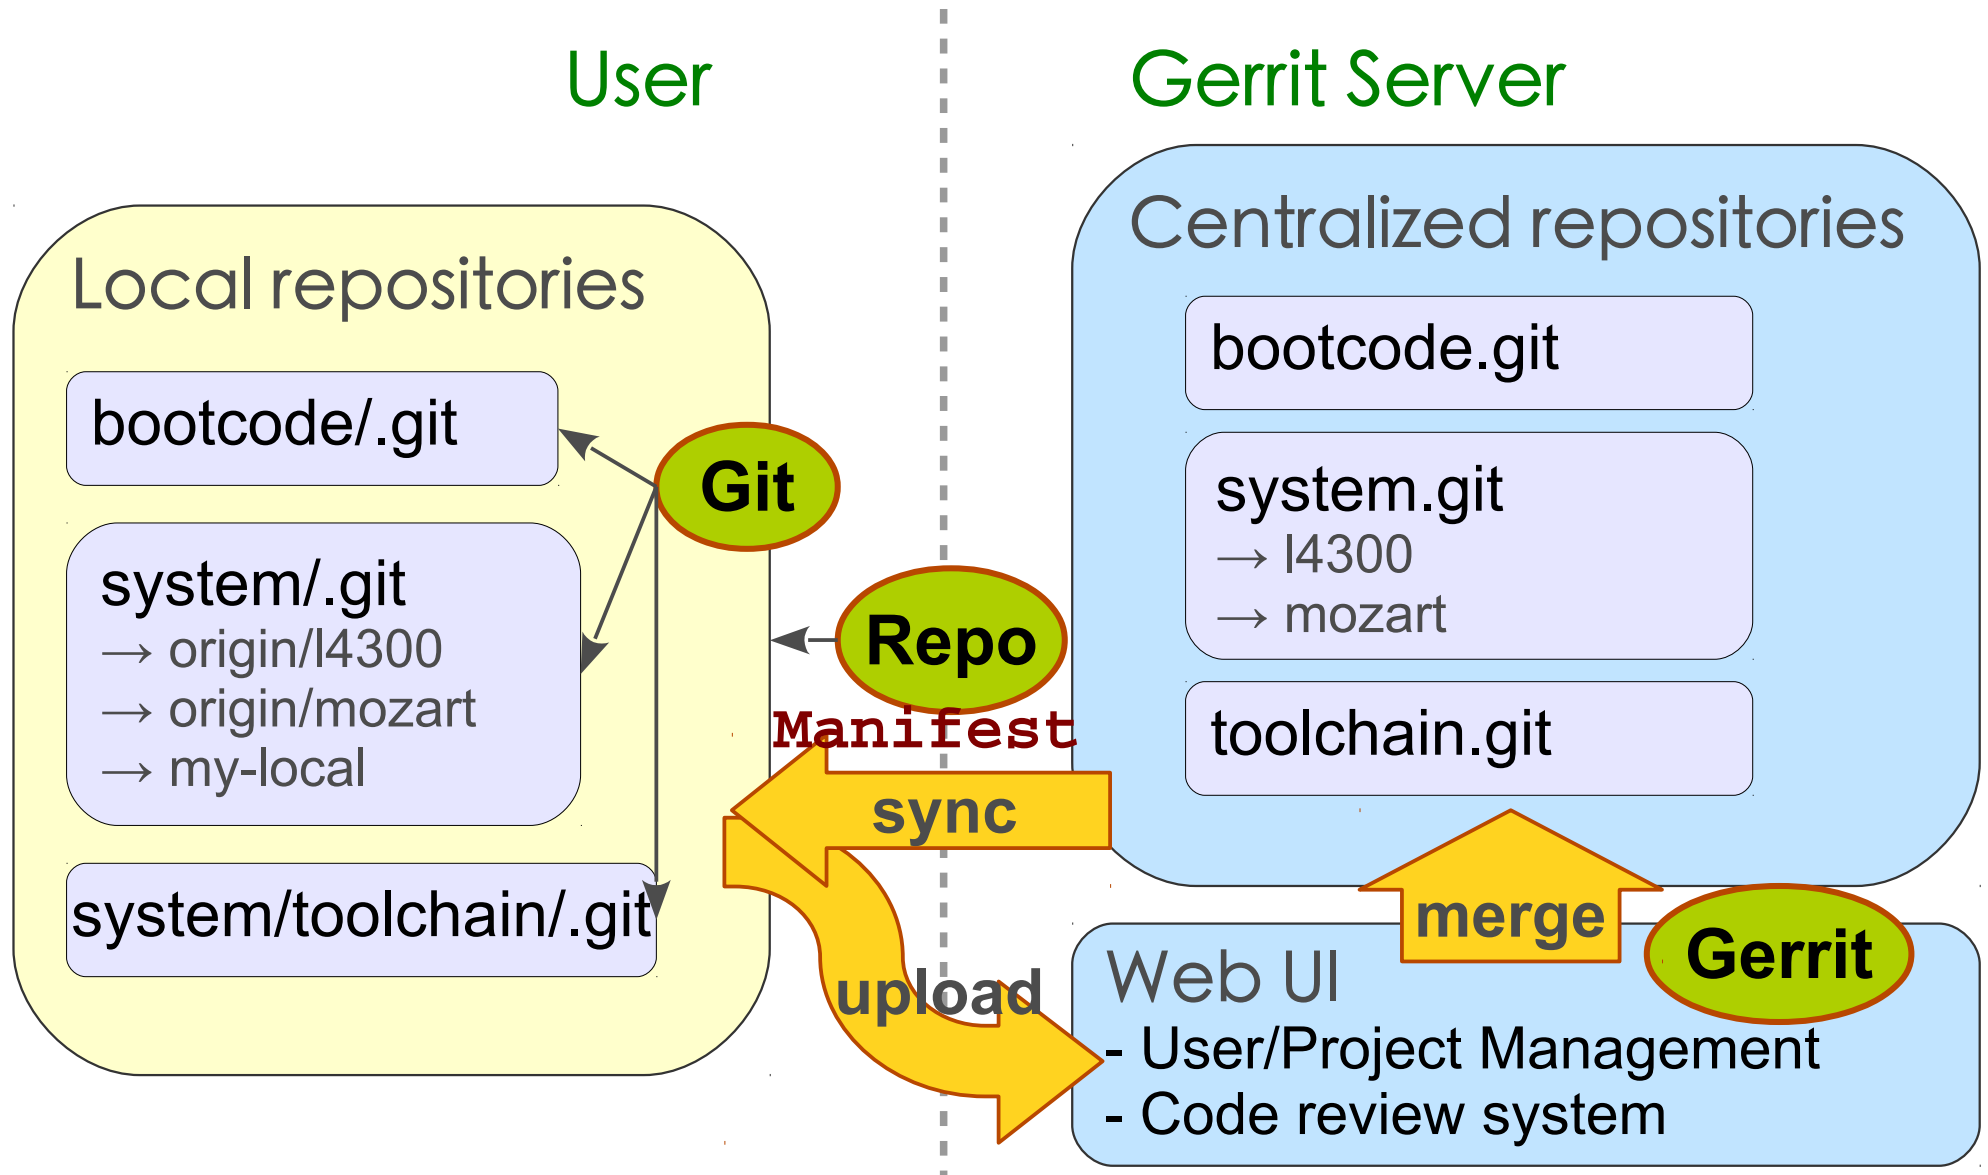 User
Gerrit Server
Local repositories
bootcode/.git
system/.git
→ origin/l4300
→ origin/mozart
→ my-local
system/toolchain/.git
Git
Repo
Manifest
sync
upload
Centralized repositories
bootcode.git
system.git
→ l4300
→ mozart
toolchain.git
merge
Gerrit
Web UI
- User/Project Management
- Code review system